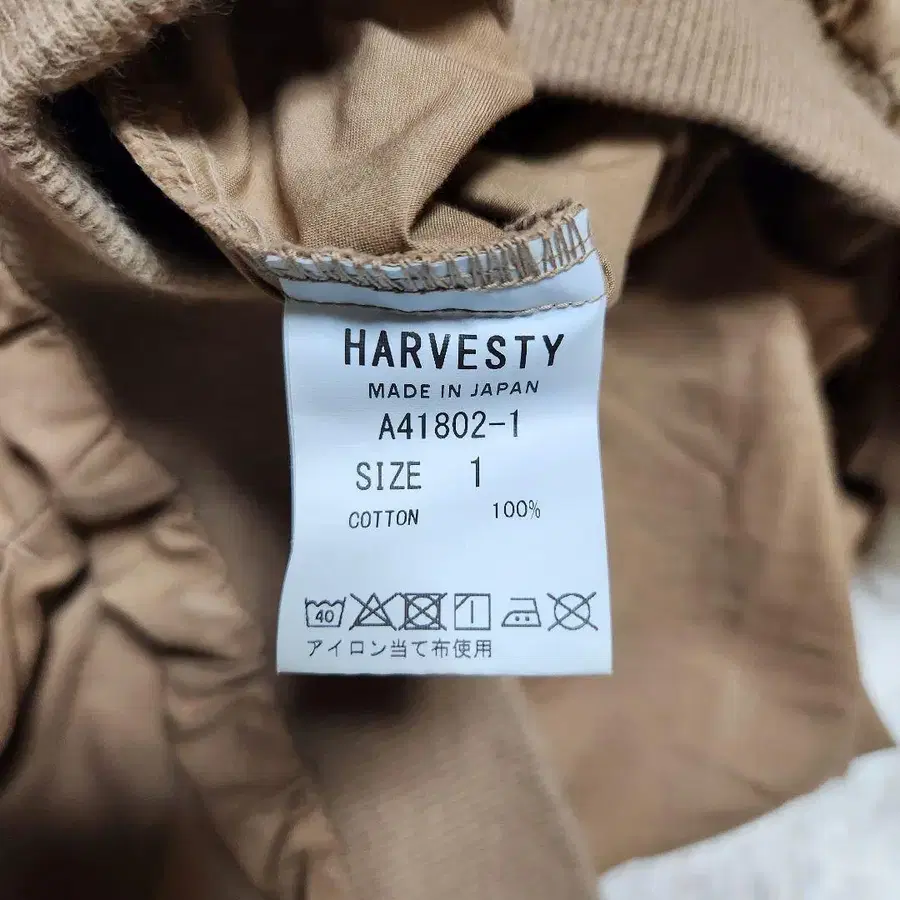 HARVESTY
MADE IN JAPAN
A41802-1
SIZE 1
COTTON 100%
40
アイロン当て布使用